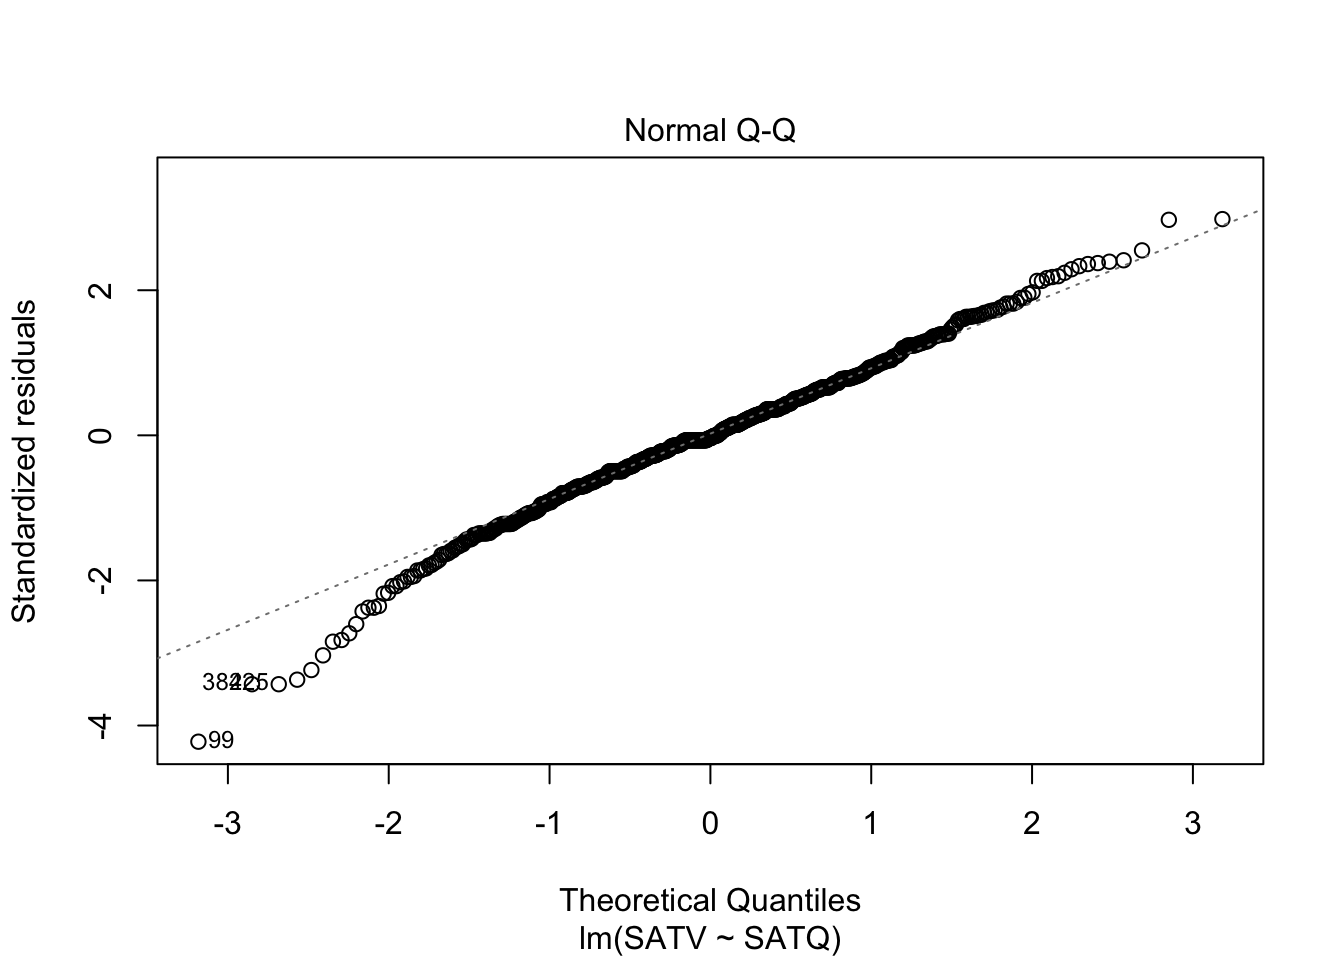 Normal Q-Q
Standardized residuals
2
0
-2
-4
99
-3 -2 -1 0 1 2 3
Theoretical Quantiles
lm(SATV ~ SATQ)